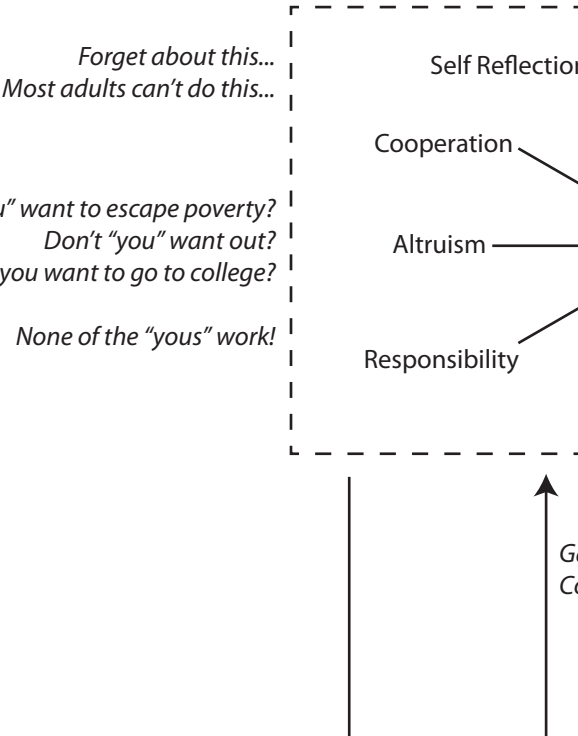 Forget about this...
Most adults can't do this...
Self Reflection
Cooperation
want to escape poverty?
Don't “you” want out?
you want to go to college?
Altruism
None of the “yous” work!
Responsibility